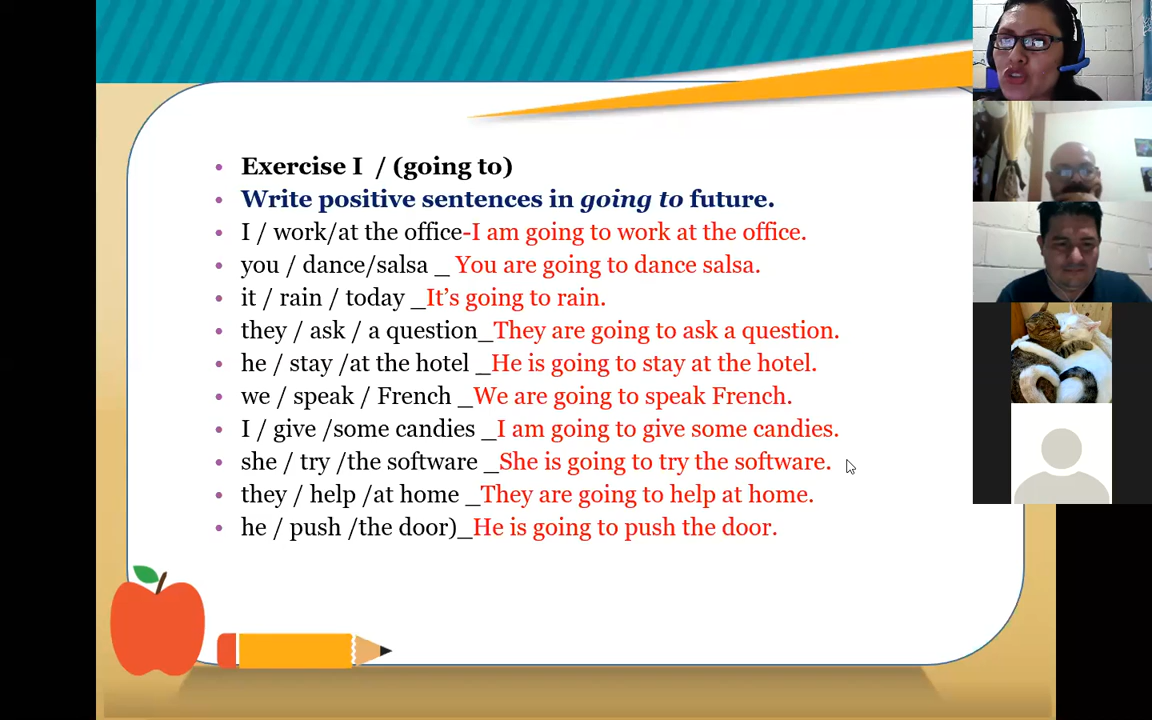 Exercise I / (going to)
Write positive sentences in going to future.
I / work/at the office-I am going to work at the office.
you / dance/salsa _ You are going to dance salsa.
it / rain / today _It's going to rain.
they / ask / a question_They are going to ask a question.
he / stay /at the hotel _He is going to stay at the hotel.
we / speak / French _We are going to speak French.
I / give /some candies _I am going to give some candies.
she / try /the software _She is going to try the software.
they / help /at home _They are going to help at home.
he / push /the door)_He is going to push the door.